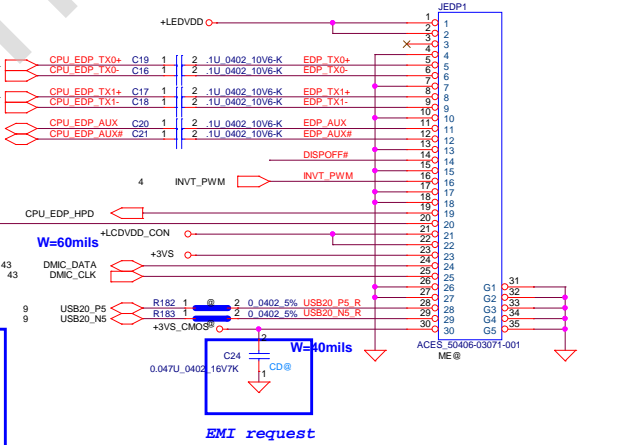 JEDP1
+LEDVDD
1 1
2 2
3 3
4 4
CPU_EDP_TX0+ C19 1 2 .1U_0402_10V6-K EDP_TX0+ 5 5
CPU_EDP_TX0- C16 1 2 .1U_0402_10V6-K EDP_TX0- 6 6
7 7
CPU_EDP_TX1+ C17 1 2 .1U_0402_10V6-K EDP_TX1+ 8 8
CPU_EDP_TX1- C18 1 2 .1U_0402_10V6-K EDP_TX1- 9 9
10 10
CPU_EDP_AUX C20 1 2 .1U_0402_10V6-K EDP_AUX 11 11
CPU_EDP_AUX# C21 1 2 .1U_0402_10V6-K EDP_AUX# 12 12
13 13
DISPOFF# 14 14
15 15
4 INVT_PWM INVT_PWM 16 16
17 17
18 18
CPU_EDP_HPD 19 19
20 20
+LCDVDD_CON 21 21
W=60mils 22 22
+3VS 23 23
43 DMIC_DATA 24 24
43 DMIC_CLK 25 25
26 26 G1 31
27 27 G2 32
9 USB20_P5 R182 1 @ 2 0_0402_5% USB20_P5_R 28 28 G3 33
9 USB20_N5 R183 1 @ 2 0_0402_5% USB20_N5_R 29 29 G4 34
+3VS_CMOS 30 30 G5 35
2
W=40mils
ACES_50406-03071-001
C24
ME@
0.047U_0402_16V7K
CD@
1
EMI request